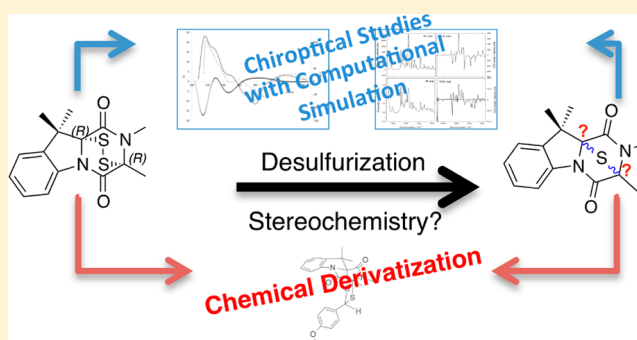 Chiroptical Studies
with Computational
Simulation
O
(R)
S
N
S
(R)
N
O
Desulfurization
Stereochemistry?
?
O
N
S
N
?
O
Chemical Derivatization
O
N
N
O
S
H
O